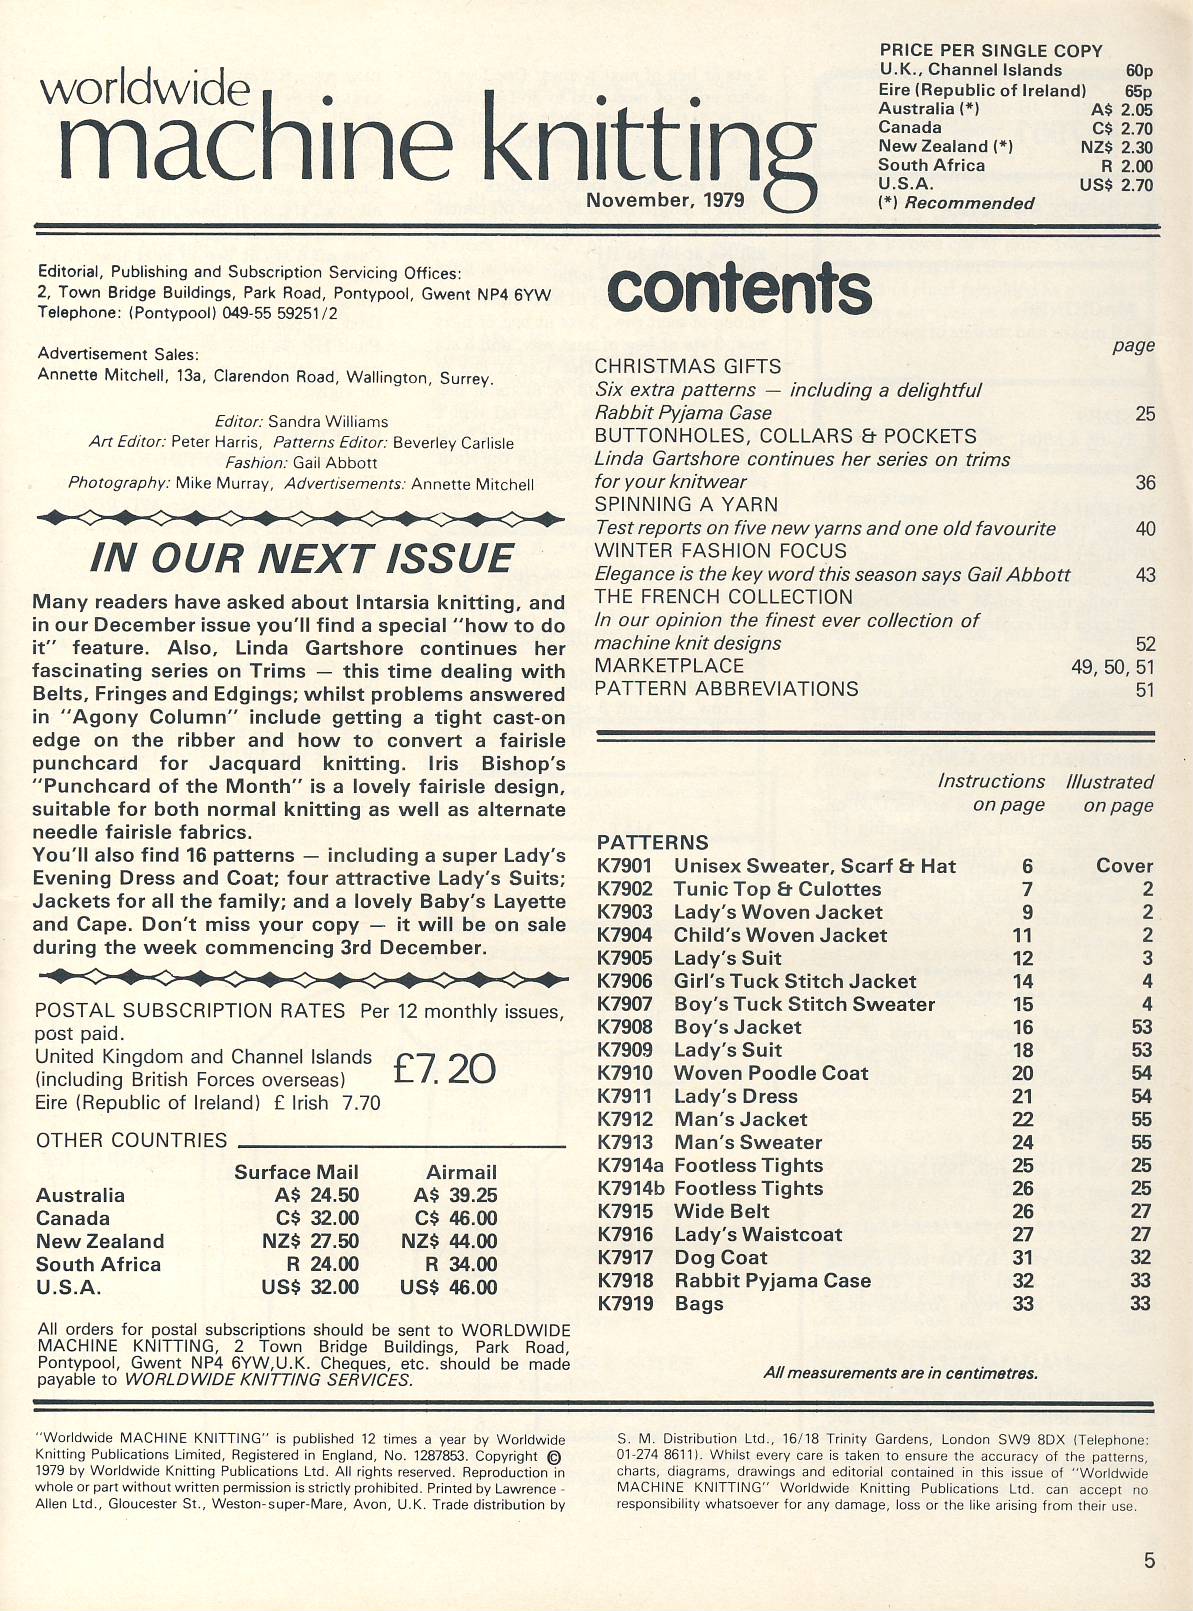 worldwide
machine knitting
November, 1979
PRICE PER SINGLE COPY
U.K., Channel Islands 60p
Eire (Republic of Ireland) 65p
Australia (*) A$ 2.05
Canada C$ 2.70
New Zealand (*) NZ$ 2.30
South Africa R 2.00
U.S.A. US$ 2.70
(*) Recommended
Editorial, Publishing and Subscription Servicing Offices:
2, Town Bridge Buildings, Park Road, Pontypool, Gwent NP4 6YW
Telephone: (Pontypool) 049-55 59251/2
Advertisement Sales:
Annette Mitchell, 13a, Clarendon Road, Wallington, Surrey.
Editor: Sandra Williams
Art Editor: Peter Harris, Patterns Editor: Beverley Carlisle
Fashion: Gail Abbott
Photography: Mike Murray, Advertisements: Annette Mitchell
IN OUR NEXT ISSUE
Many readers have asked about Intarsia knitting, and
in our December issue you'll find a special "how to do
it" feature. Also, Linda Gartshore continues her
fascinating series on Trims — this time dealing with
Belts, Fringes and Edgings; whilst problems answered
in "Agony Column" include getting a tight cast-on
edge on the ribber and how to convert a fairisle
punchcard for Jacquard knitting. Iris Bishop's
"Punchcard of the Month" is a lovely fairisle design,
suitable for both normal knitting as well as alternate
needle fairisle fabrics.
You'll also find 16 patterns — including a super Lady's
Evening Dress and Coat; four attractive Lady's Suits;
Jackets for all the family; and a lovely Baby's Layette
and Cape. Don't miss your copy — it will be on sale
during the week commencing 3rd December.
POSTAL SUBSCRIPTION RATES Per 12 monthly issues,
post paid.
United Kingdom and Channel Islands
(including British Forces overseas) £7.20
Eire (Republic of Ireland) £ Irish 7.70
OTHER COUNTRIES
Surface Mail Airmail
Australia A$ 24.50 A$ 39.25
Canada C$ 32.00 C$ 46.00
New Zealand NZ$ 27.50 NZ$ 44.00
South Africa R 24.00 R 34.00
U.S.A. US$ 32.00 US$ 46.00
All orders for postal subscriptions should be sent to WORLDWIDE
MACHINE KNITTING, 2 Town Bridge Buildings, Park Road,
Pontypool, Gwent NP4 6YW,U.K. Cheques, etc. should be made
payable to WORLDWIDE KNITTING SERVICES.
contents
page
CHRISTMAS GIFTS
Six extra patterns — including a delightful
Rabbit Pyjama Case 25
BUTTONHOLES, COLLARS & POCKETS
Linda Gartshore continues her series on trims
for your knitwear 36
SPINNING A YARN
Test reports on five new yarns and one old favourite 40
WINTER FASHION FOCUS
Elegance is the key word this season says Gail Abbott 43
THE FRENCH COLLECTION
In our opinion the finest ever collection of
machine knit designs 52
MARKETPLACE 49, 50, 51
PATTERN ABBREVIATIONS 51
Instructions Illustrated
on page on page
PATTERNS
K7901 Unisex Sweater, Scarf & Hat 6 Cover
K7902 Tunic Top & Culottes 7 2
K7903 Lady's Woven Jacket 9 2
K7904 Child's Woven Jacket 11 2
K7905 Lady's Suit 12 3
K7906 Girl's Tuck Stitch Jacket 14 4
K7907 Boy's Tuck Stitch Sweater 15 4
K7908 Boy's Jacket 16 53
K7909 Lady's Suit 18 53
K7910 Woven Poodle Coat 20 54
K7911 Lady's Dress 21 54
K7912 Man's Jacket 22 55
K7913 Man's Sweater 24 55
K7914a Footless Tights 25 25
K7914b Footless Tights 26 25
K7915 Wide Belt 26 27
K7916 Lady's Waistcoat 27 27
K7917 Dog Coat 31 32
K7918 Rabbit Pyjama Case 32 33
K7919 Bags 33 33
All measurements are in centimetres.
"Worldwide MACHINE KNITTING" is published 12 times a year by Worldwide
Knitting Publications Limited, Registered in England, No. 1287853. Copyright ©
1979 by Worldwide Knitting Publications Ltd. All rights reserved. Reproduction in
whole or part without written permission is strictly prohibited. Printed by Lawrence -
Allen Ltd., Gloucester St., Weston-super-Mare, Avon, U.K. Trade distribution by
S. M. Distribution Ltd., 16/18 Trinity Gardens, London SW9 8DX (Telephone:
01-274 8611). Whilst every care is taken to ensure the accuracy of the patterns,
charts, diagrams, drawings and editorial contained in this issue of "Worldwide
MACHINE KNITTING" Worldwide Knitting Publications Ltd. can accept no
responsibility whatsoever for any damage, loss or the like arising from their use.
5